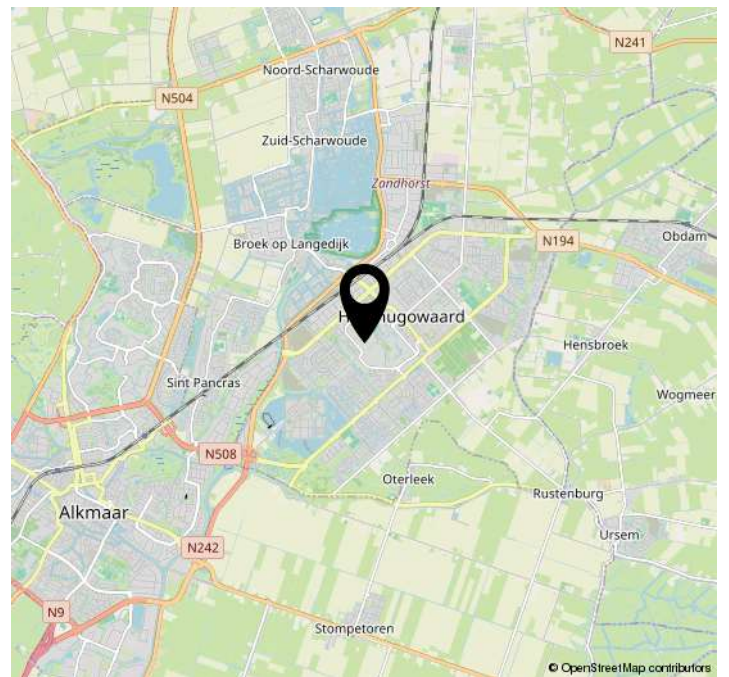 N241
Noord-Scharwoude
N504
Zuid-Scharwoude
Zandhorst
Broek op Langedijk
N194
Obdam
H hugowaard
Hensbroek
Sint Pancras
Wogmeer
N508
Oterleek
Rustenburg
Alkmaar
Ursem
N242
N9
Stompetoren
© OpenStreetMap contributors